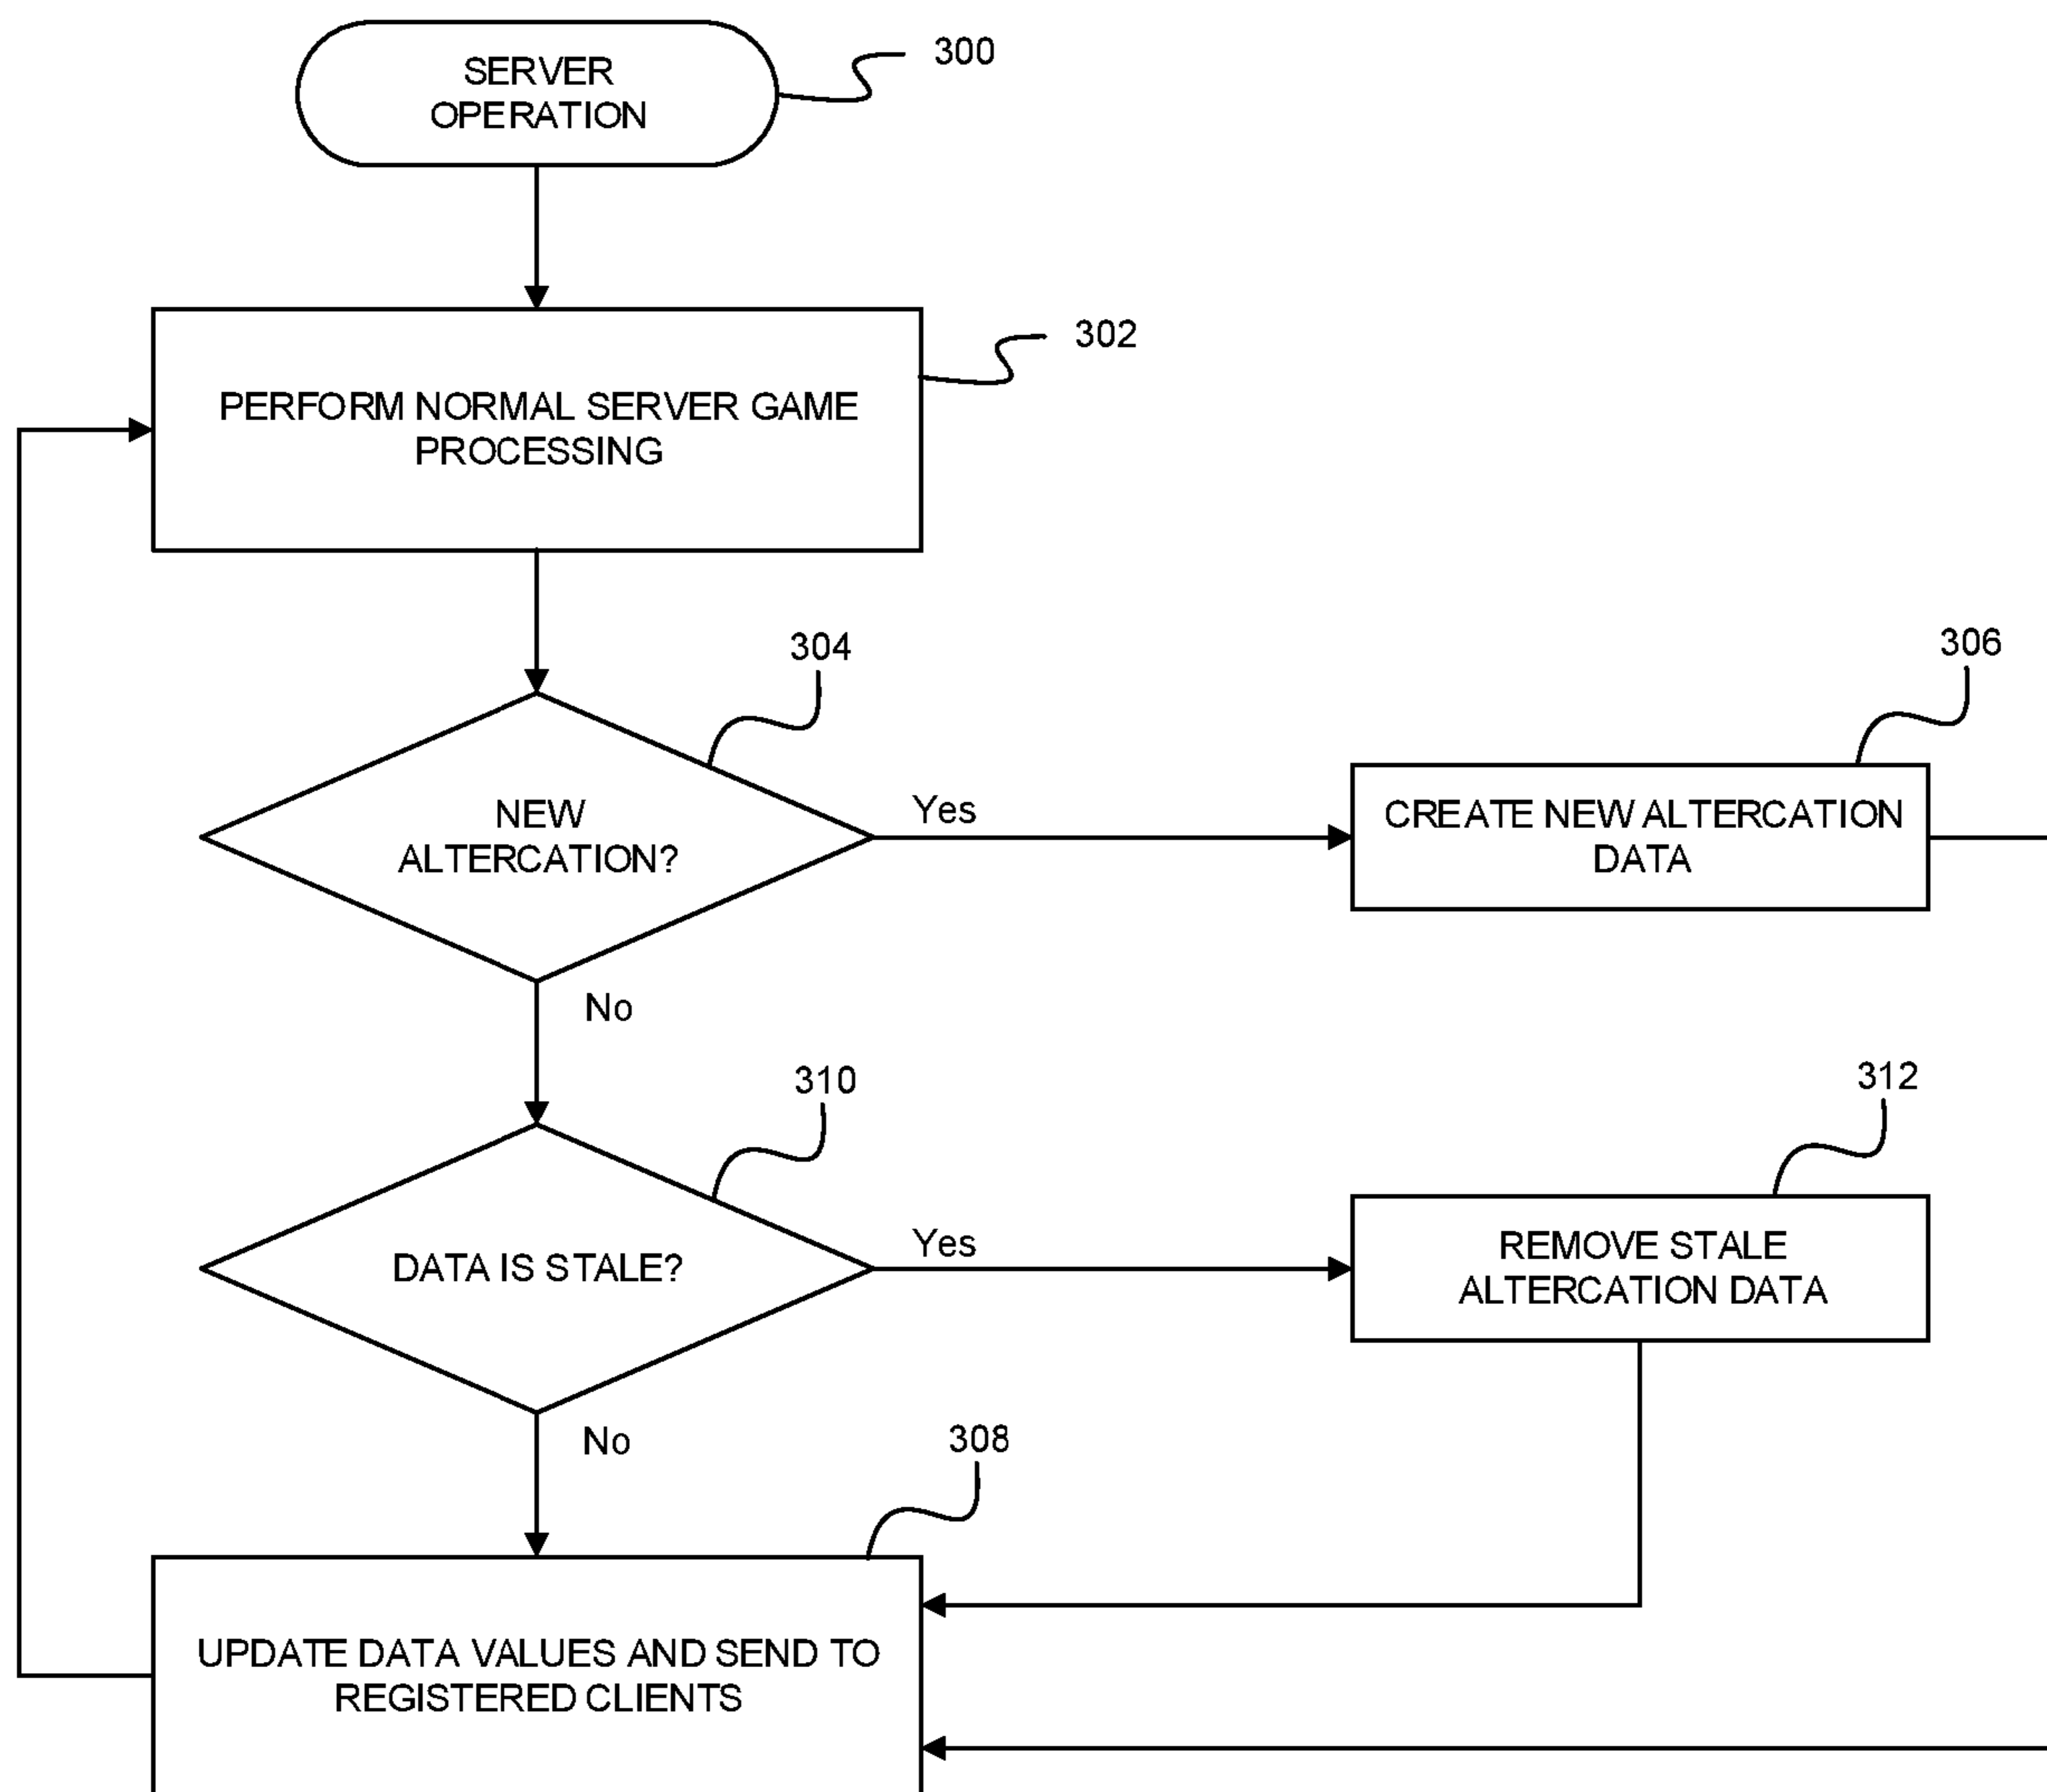 SERVER
OPERATION
300
PERFORM NORMAL SERVER GAME
PROCESSING
302
304
NEW
ALTERCATION?
Yes
306
CREATE NEW ALTERCATION
DATA
No
310
DATA IS STALE?
Yes
312
REMOVE STALE
ALTERCATION DATA
No
308
UPDATE DATA VALUES AND SEND TO
REGISTERED CLIENTS